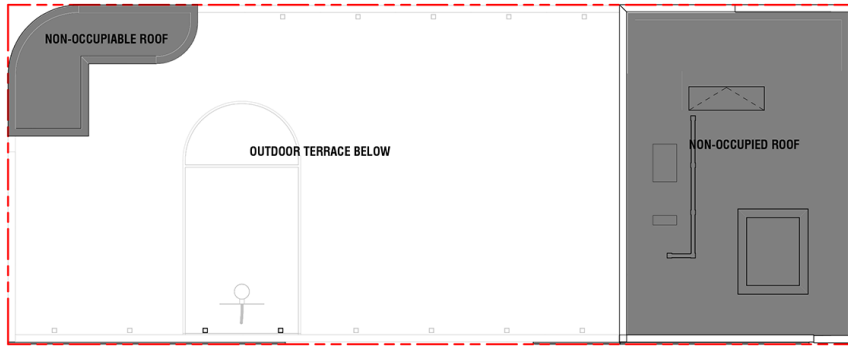 NON-OCCUPIABLE ROOF
OUTDOOR TERRACE BELOW
NON-OCCUPIED ROOF